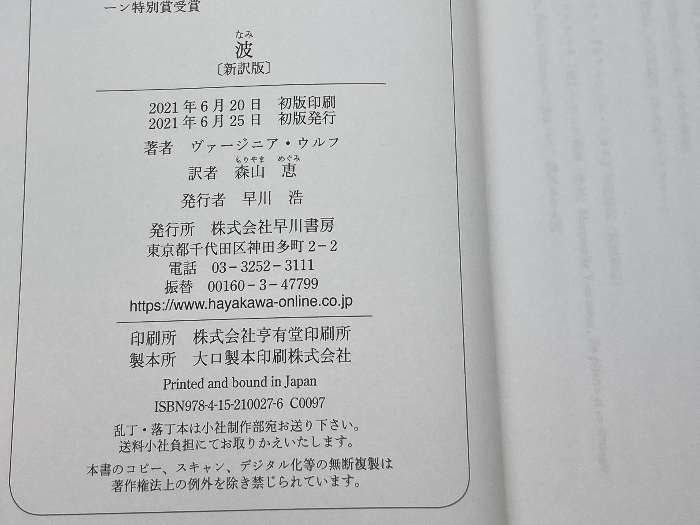 ーン特別賞受賞
なみ
波
〔新訳版〕
2021年6月20日　初版印刷
2021年6月25日　初版発行
著者　ヴァージニア・ウルフ
もりやま　めぐみ
訳者　森山　恵
発行者　早川　浩
発行所　株式会社早川書房
東京都千代田区神田多町2－2
電話　03－3252－3111
振替　00160－3－47799
https://www.hayakawa-online.co.jp
印刷所　株式会社亨有堂印刷所
製本所　大口製本印刷株式会社
Printed and bound in Japan
ISBN978-4-15-210027-6 C0097
乱丁・落丁本は小社制作部宛お送り下さい。
送料小社負担にてお取りかえいたします。
本書のコピー、スキャン、デジタル化等の無断複製は
著作権法上の例外を除き禁じられています。